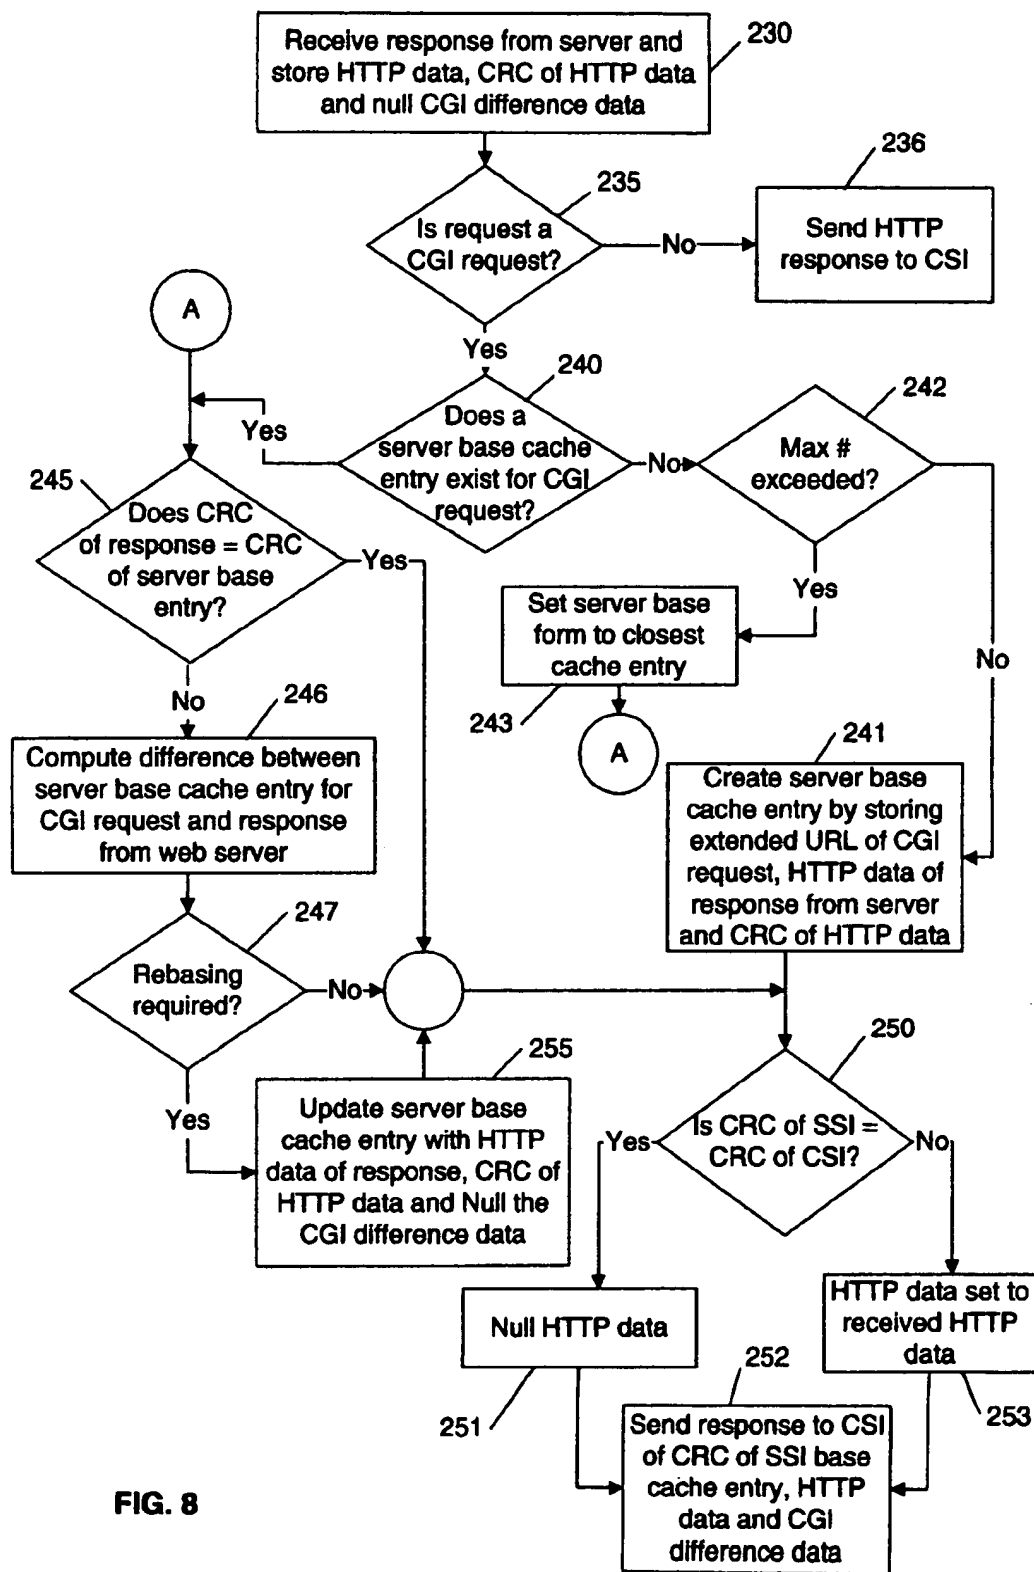 Receive response from server and
store HTTP data, CRC of HTTP data
and null CGI difference data
230
236
235
Is request a
CGI request?
No
Send HTTP
response to CSI
A
Yes
240
242
Yes
Does a
server base cache
entry exist for CGI
request?
No
Max #
exceeded?
245
Does CRC
of response = CRC
of server base
entry?
Yes
Yes
Set server base
form to closest
cache entry
No
No
246
243
A
241
Compute difference between
server base cache entry for
CGI request and response
from web server
Create server base
cache entry by storing
extended URL of CGI
request, HTTP data of
response from server
and CRC of HTTP data
247
Rebasing
required?
No
250
255
Yes
Update server base
cache entry with HTTP
data of response, CRC of
HTTP data and Null the
CGI difference data
Yes
Is CRC of SSI =
CRC of CSI?
No
Null HTTP data
HTTP data set to
received HTTP
data
251
252
253
Send response to CSI
of CRC of SSI base
cache entry, HTTP
data and CGI
difference data
FIG. 8